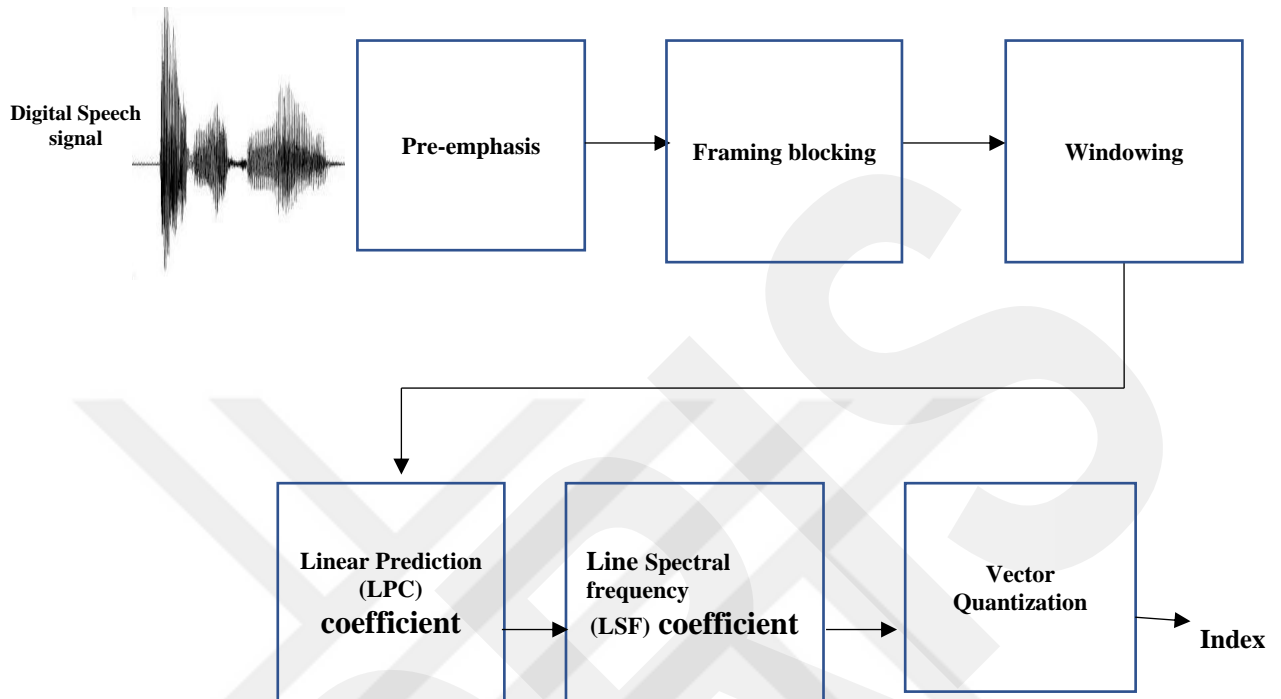 Digital Speech
signal
Pre-emphasis
Framing blocking
Windowing
Linear Prediction
(LPC)
coefficient
Line Spectral
frequency
(LSF) coefficient
Vector
Quantization
Index